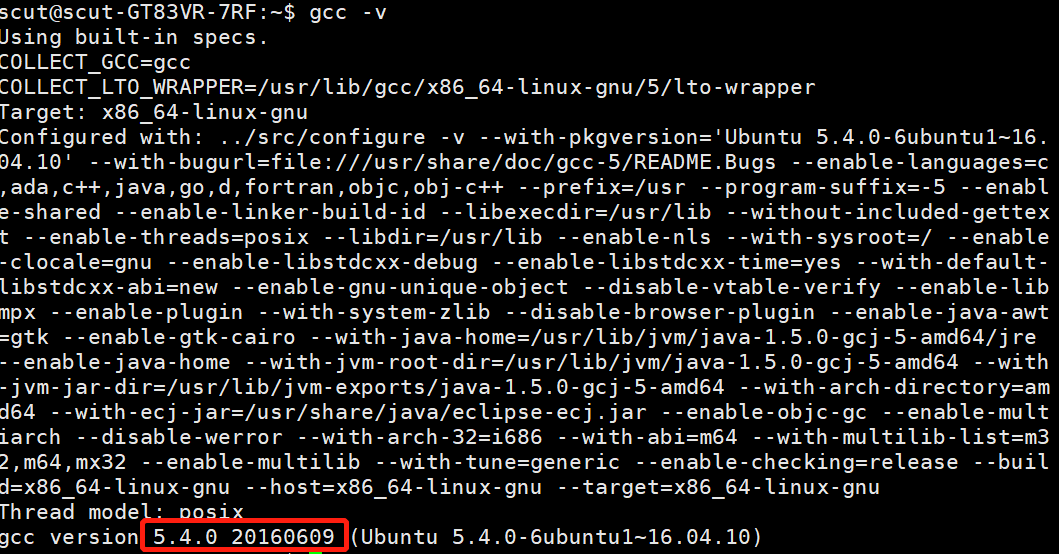 scut@scut-GT83VR-7RF:~$ gcc -v
Using built-in specs.
COLLECT_GCC=gcc
COLLECT_LTO_WRAPPER=/usr/lib/gcc/x86_64-linux-gnu/5/lto-wrapper
Target: x86_64-linux-gnu
Configured with: ../src/configure -v --with-pkgversion='Ubuntu 5.4.0-6ubuntu1~16.
04.10' --with-bugurl=file:///usr/share/doc/gcc-5/README.Bugs --enable-languages=c
,ada,c++,java,go,d,fortran,objc,obj-c++ --prefix=/usr --program-suffix=-5 --enabl
e-shared --enable-linker-build-id --libexecdir=/usr/lib --without-included-gettex
t --enable-threads=posix --libdir=/usr/lib --enable-nls --with-sysroot=/ --enable
-clocale=gnu --enable-libstdcxx-debug --enable-libstdcxx-time=yes --with-default-
libstdcxx-abi=new --enable-gnu-unique-object --disable-vtable-verify --enable-lib
mpx --enable-plugin --with-system-zlib --disable-browser-plugin --enable-java-awt
=gtk --enable-gtk-cairo --with-java-home=/usr/lib/jvm/java-1.5.0-gcj-5-amd64/jre
--enable-java-home --with-jvm-root-dir=/usr/lib/jvm/java-1.5.0-gcj-5-amd64 --with
-jvm-jar-dir=/usr/lib/jvm-exports/java-1.5.0-gcj-5-amd64 --with-arch-directory=am
d64 --with-ecj-jar=/usr/share/java/eclipse-ecj.jar --enable-objc-gc --enable-mult
iarch --disable-werror --with-arch-32=i686 --with-abi=m64 --with-multilib-list=m3
2,m64,mx32 --enable-multilib --with-tune=generic --enable-checking=release --buil
d=x86_64-linux-gnu --host=x86_64-linux-gnu --target=x86_64-linux-gnu
Thread model: posix
gcc version 5.4.0 20160609 (Ubuntu 5.4.0-6ubuntu1~16.04.10)